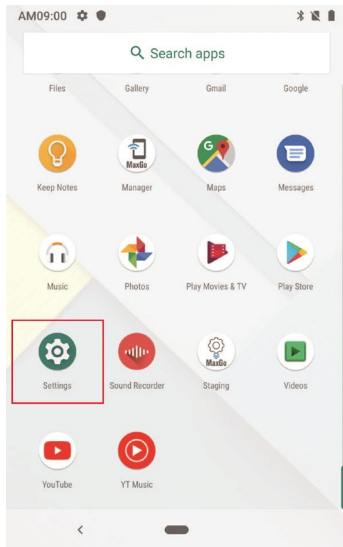 AM09:00
Search apps
Files Gallery Gmail Google
MaxGo
Keep Notes Manager Maps Messages
Music Photos Play Movies & TV Play Store
MaxGo
Settings Sound Recorder Staging Videos
YouTube YT Music